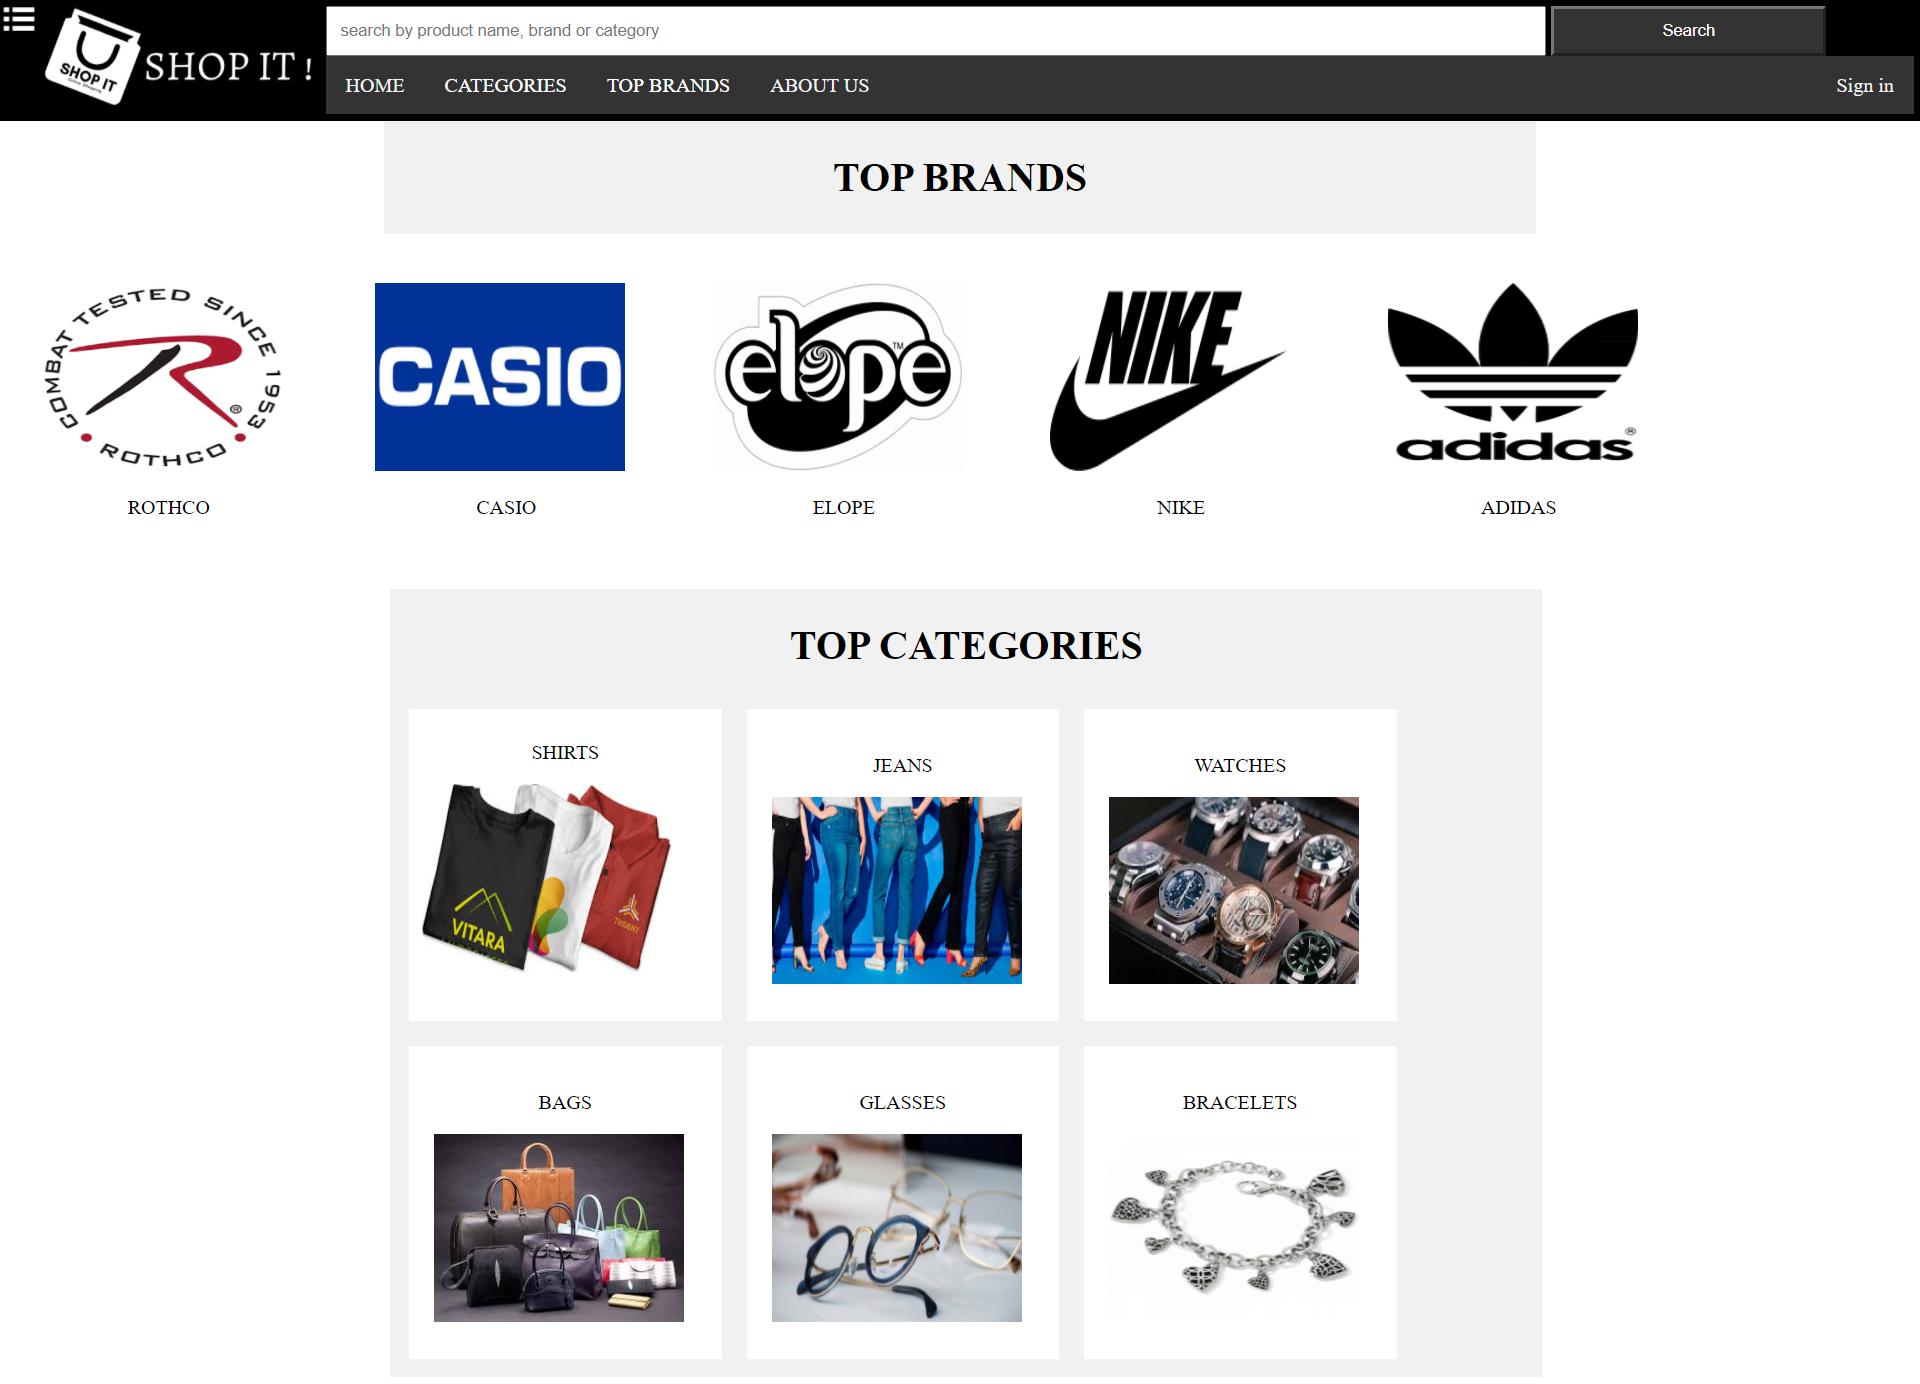 SHOP IT
SHOP IT !
search by product name, brand or category
Search
HOME
CATEGORIES
TOP BRANDS
ABOUT US
Sign in
TOP BRANDS
COMBAT TESTED SINCE 1953
®
ROTHCO
CASIO
elope
TM
NIKE
adidas
®
ROTHCO
CASIO
ELOPE
NIKE
ADIDAS
TOP CATEGORIES
SHIRTS
JEANS
WATCHES
VITARA
TRIDENT
BAGS
GLASSES
BRACELETS